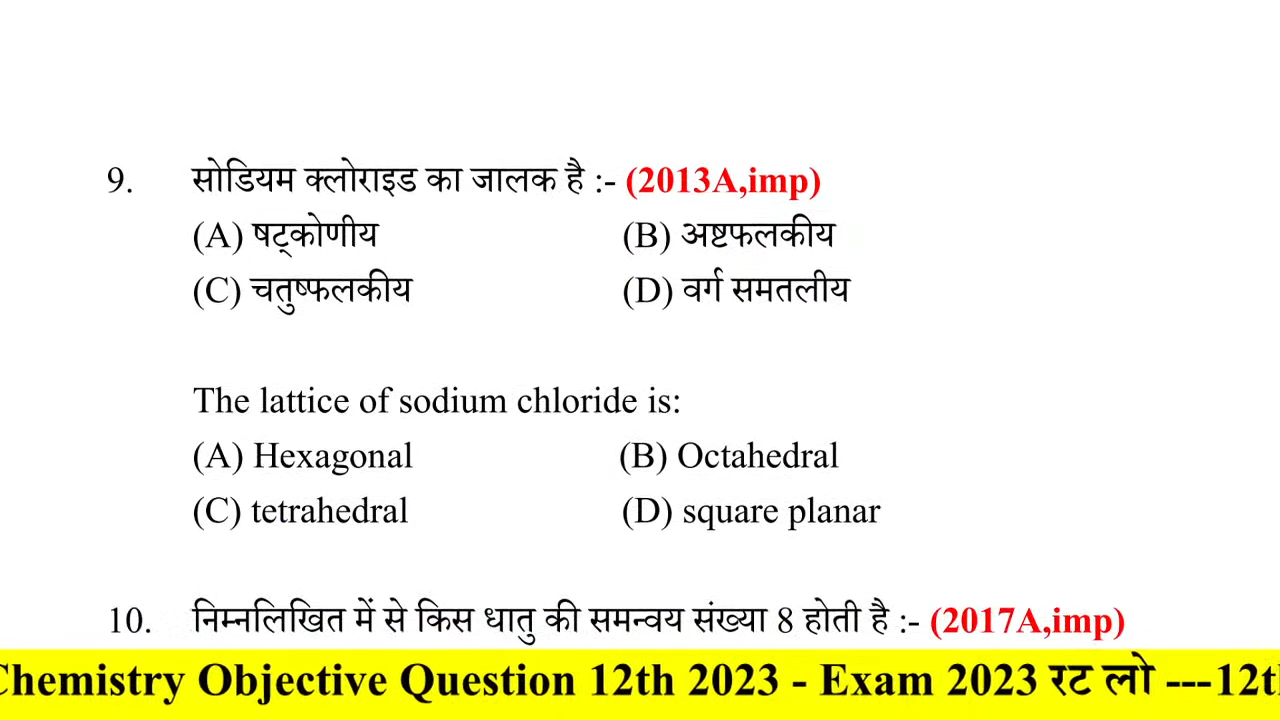 9. सोडियम क्लोराइड का जालक है :- (2013A,imp)
(A) षट्कोणीय (B) अष्टफलकीय
(C) चतुष्फलकीय (D) वर्ग समतलीय
The lattice of sodium chloride is:
(A) Hexagonal (B) Octahedral
(C) tetrahedral (D) square planar
10. निम्नलिखित में से किस धातु की समन्वय संख्या 8 होती है :- (2017A,imp)
Chemistry Objective Question 12th 2023 - Exam 2023 रट लो ---12th